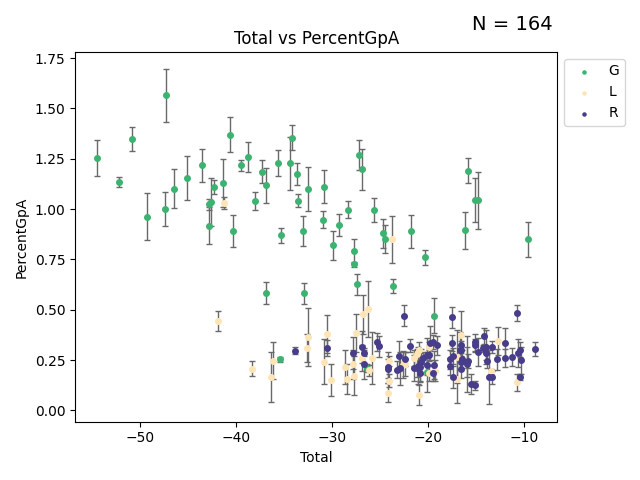 N = 164
Total vs PercentGpA
G
L
R
PercentGpA
1.75
1.50
1.25
1.00
0.75
0.50
0.25
0.00
−50 −40 −30 −20 −10
Total